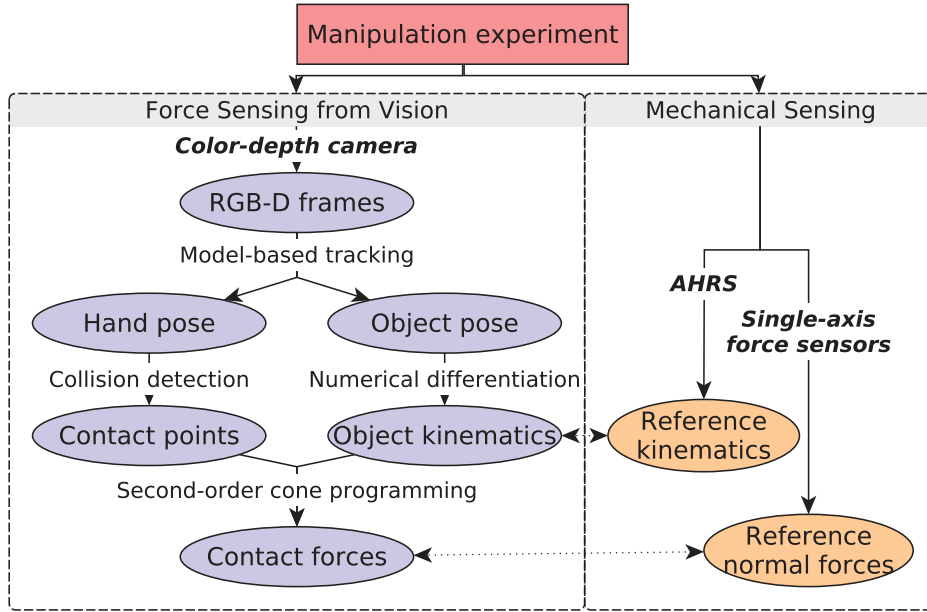 Manipulation experiment
Force Sensing from Vision
Color-depth camera
RGB-D frames
Model-based tracking
Hand pose
Object pose
Collision detection
Numerical differentiation
Contact points
Object kinematics
Second-order cone programming
Contact forces
Mechanical Sensing
AHRS
Single-axis
force sensors
Reference
kinematics
Reference
normal forces